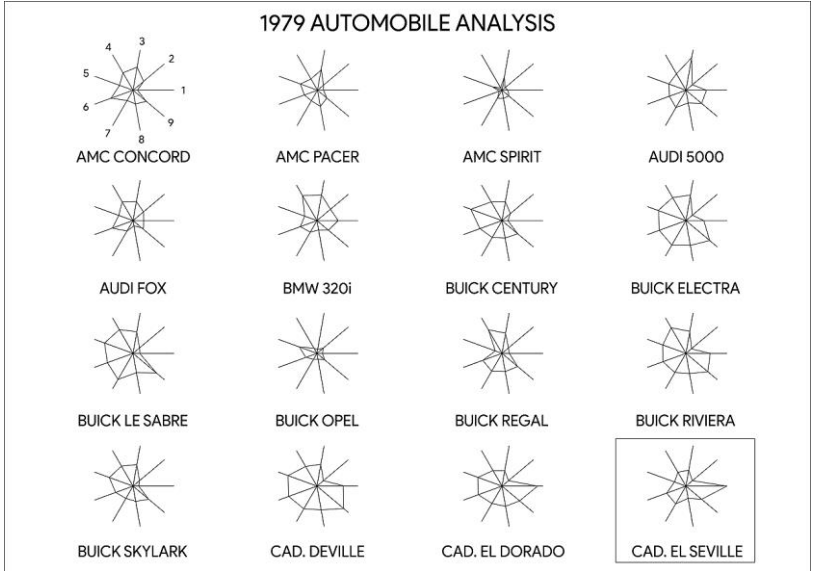 1979 AUTOMOBILE ANALYSIS
3
4
2
5
1
6
9
7
8
AMC CONCORD
AMC PACER
AMC SPIRIT
AUDI 5000
AUDI FOX
BMW 320i
BUICK CENTURY
BUICK ELECTRA
BUICK LE SABRE
BUICK OPEL
BUICK REGAL
BUICK RIVIERA
BUICK SKYLARK
CAD. DEVILLE
CAD. EL DORADO
CAD. EL SEVILLE